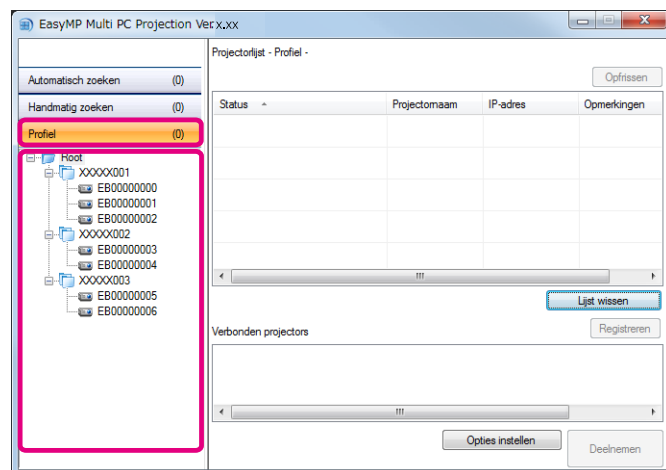 EasyMP Multi PC Projection Ver.x.xx
Projectorlijst - Profiel -
Automatisch zoeken (0)
Opfrissen
Handmatig zoeken (0)
Status Projectornaam IP-adres Opmerkingen
Profiel (0)
Root
XXXXX001
EB00000000
EB00000001
EB00000002
XXXXX002
EB00000003
EB00000004
XXXXX003
EB00000005
EB00000006
Lijst wissen
Verbonden projectors
Registreren
Opties instellen
Deelnemen